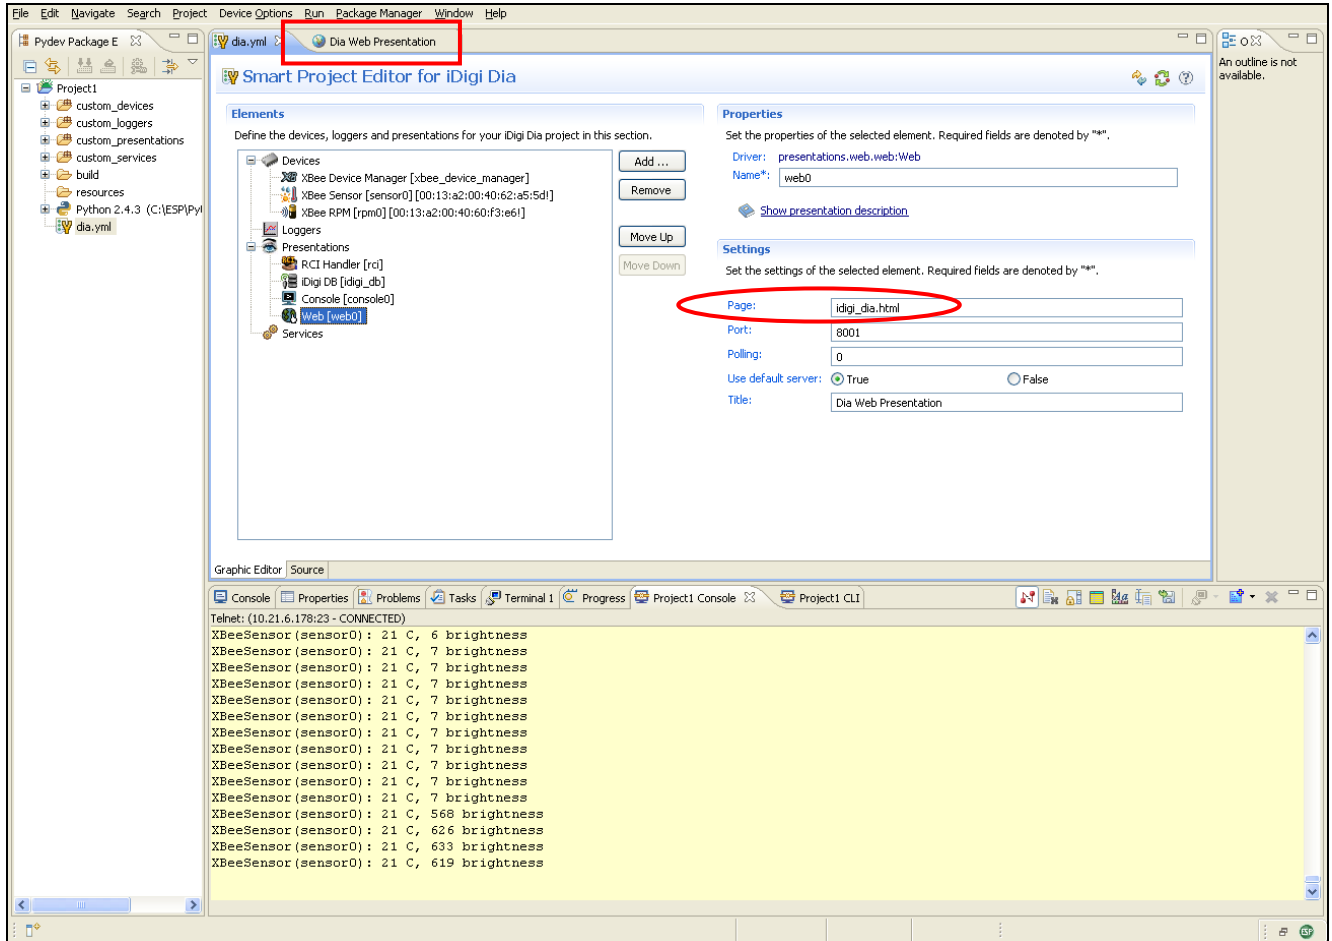 File Edit Navigate Search Project Device Options Run Package Manager Window Help
Pydev Package E
Project1
custom_devices
custom_loggers
custom_presentations
custom_services
build
resources
Python 2.4.3 (C:\ESP\Pyt
dia.yml
dia.yml Dia Web Presentation
Smart Project Editor for iDigi Dia
Elements
Define the devices, loggers and presentations for your iDigi Dia project in this section.
Devices
XBee Device Manager [xbee_device_manager]
XBee Sensor [sensor0] [00:13:a2:00:40:62:a5:5d!]
XBee RPM [rpm0] [00:13:a2:00:40:60:f3:e6!]
Loggers
Presentations
RCI Handler [rci]
iDigi DB [idigi_db]
Console [console0]
Web [web0]
Services
Add ...
Remove
Move Up
Move Down
Properties
Set the properties of the selected element. Required fields are denoted by "*".
Driver: presentations.web.web:Web
Name*: web0
Show presentation description
Settings
Set the settings of the selected element. Required fields are denoted by "*".
Page: idigi_dia.html
Port: 8001
Polling: 0
Use default server: True False
Title: Dia Web Presentation
Graphic Editor Source
An outline is not
available.
Console Properties Problems Tasks Terminal 1 Progress Project1 Console Project1 CLI
Telnet: (10.21.6.178:23 - CONNECTED)
XBeeSensor(sensor0): 21 C, 6 brightness
XBeeSensor(sensor0): 21 C, 7 brightness
XBeeSensor(sensor0): 21 C, 7 brightness
XBeeSensor(sensor0): 21 C, 7 brightness
XBeeSensor(sensor0): 21 C, 7 brightness
XBeeSensor(sensor0): 21 C, 7 brightness
XBeeSensor(sensor0): 21 C, 7 brightness
XBeeSensor(sensor0): 21 C, 7 brightness
XBeeSensor(sensor0): 21 C, 7 brightness
XBeeSensor(sensor0): 21 C, 7 brightness
XBeeSensor(sensor0): 21 C, 7 brightness
XBeeSensor(sensor0): 21 C, 568 brightness
XBeeSensor(sensor0): 21 C, 626 brightness
XBeeSensor(sensor0): 21 C, 633 brightness
XBeeSensor(sensor0): 21 C, 619 brightness